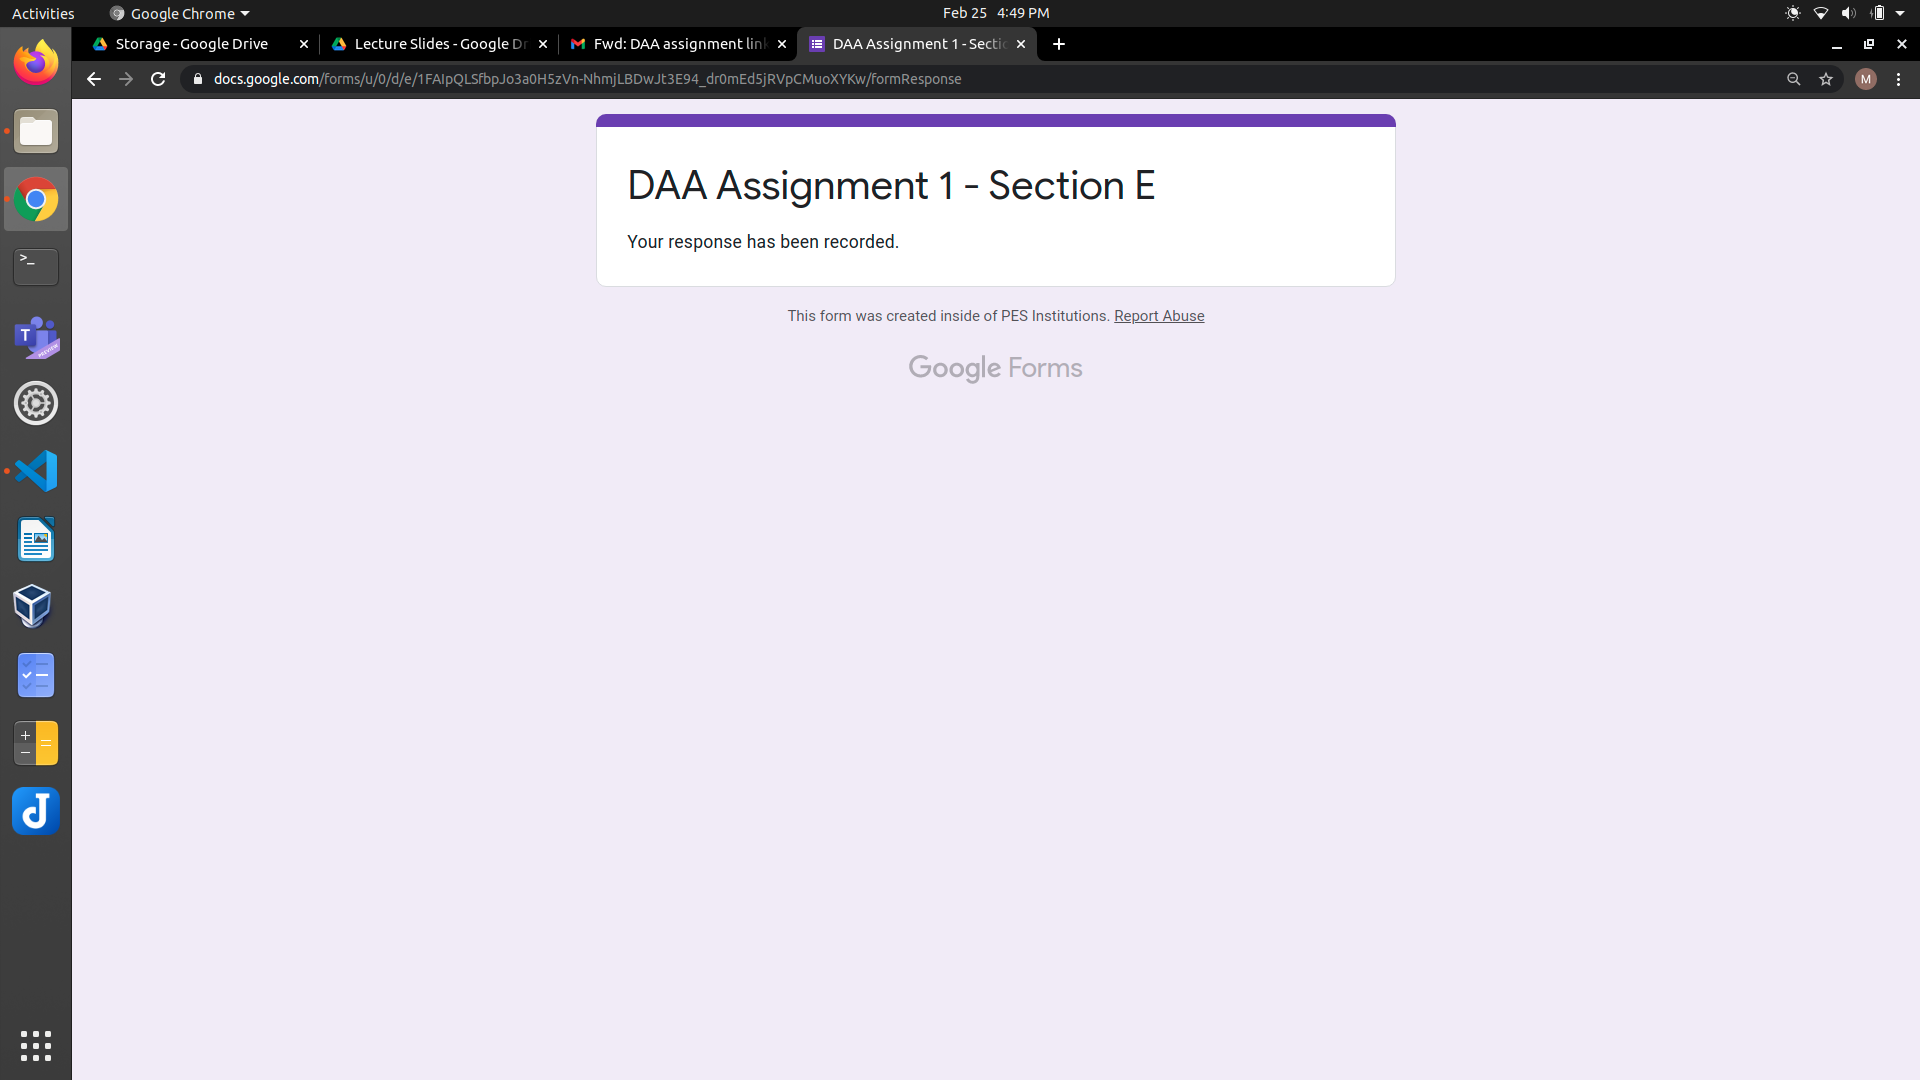 Activities
Google Chrome
Feb 25 4:49 PM
Storage - Google Drive
Lecture Slides - Google Dr
Fwd: DAA assignment link
DAA Assignment 1 - Sectio
docs.google.com/forms/u/0/d/e/1FAIpQLSfbpJo3a0H5zVn-NhmjLBDwJt3E94_dr0mEd5jRVpCMuoXYKw/formResponse
M
DAA Assignment 1 - Section E
Your response has been recorded.
This form was created inside of PES Institutions. Report Abuse
Google Forms
>_
T
PREVIEW